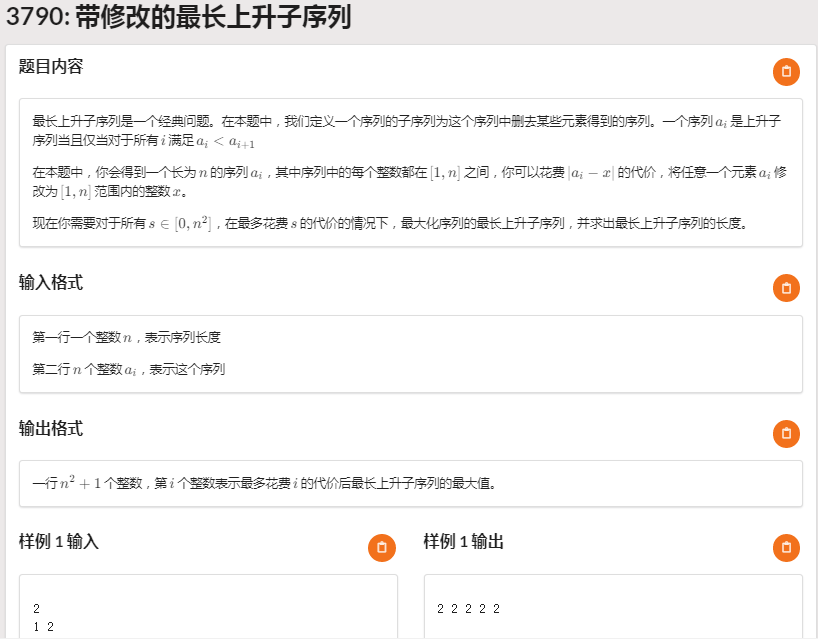 3790: 带修改的最长上升子序列
题目内容
最长上升子序列是一个经典问题。在本题中，我们定义一个序列的子序列为这个序列中删去某些元素得到的序列。一个序列 aᵢ 是上升子
序列当且仅当对于所有 i 满足 aᵢ < aᵢ₊₁
在本题中，你会得到一个长为 n 的序列 aᵢ，其中序列中的每个整数都在 [1, n] 之间，你可以花费 |aᵢ − x| 的代价，将任意一个元素 aᵢ 修
改为 [1, n] 范围内的整数 x。
现在你需要对于所有 s ∈ [0, n²]，在最多花费 s 的代价的情况下，最大化序列的最长上升子序列，并求出最长上升子序列的长度。
输入格式
第一行一个整数 n，表示序列长度
第二行 n 个整数 aᵢ，表示这个序列
输出格式
一行 n² + 1 个整数，第 i 个整数表示最多花费 i 的代价后最长上升子序列的最大值。
样例 1 输入
2
1 2
样例 1 输出
2 2 2 2 2